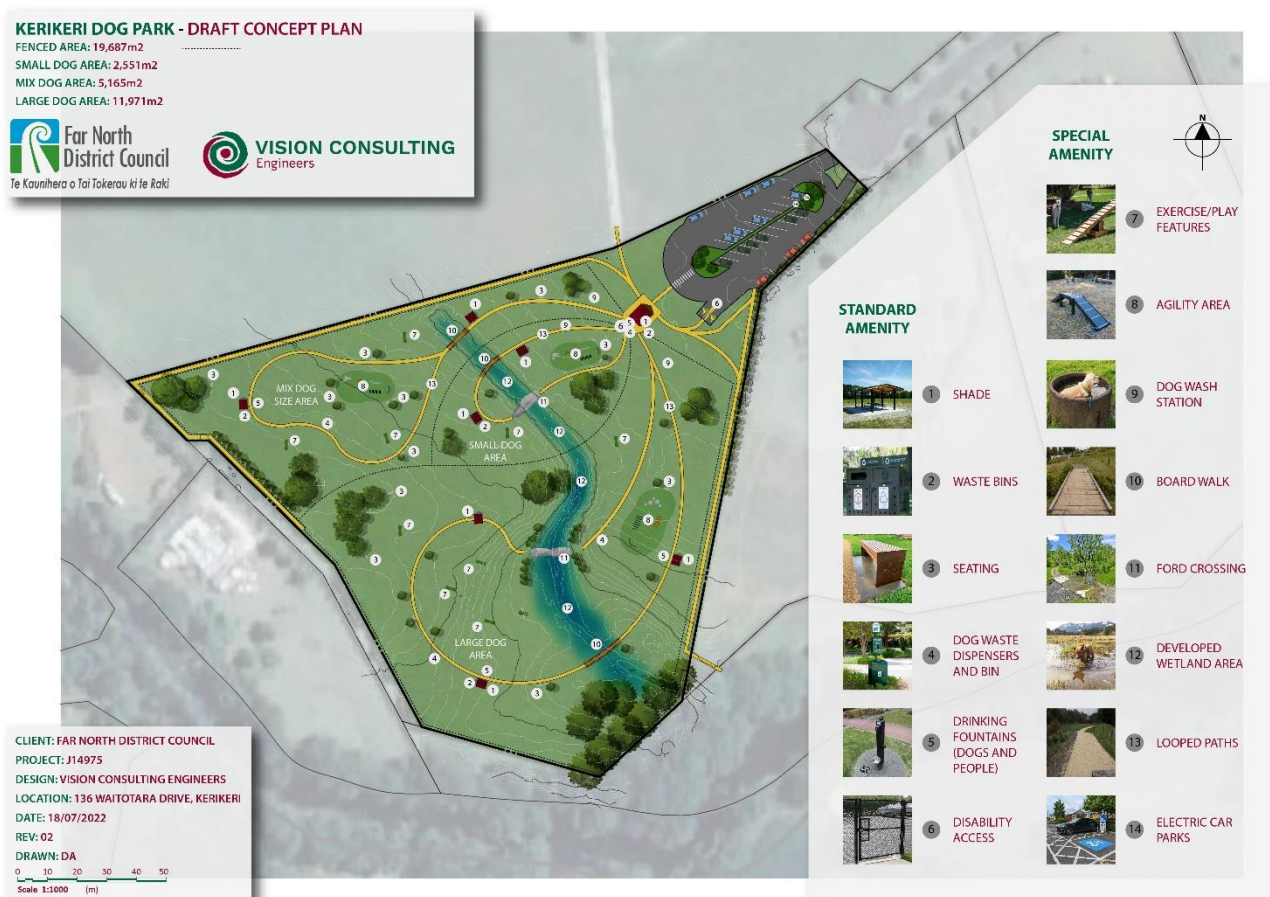 KERIKERI DOG PARK - DRAFT CONCEPT PLAN
FENCED AREA: 19,687m2
SMALL DOG AREA: 2,551m2
MIX DOG AREA: 5,165m2
LARGE DOG AREA: 11,971m2
Far North
District Council
Te Kaunihera o Tai Tokerau ki te Raki
VISION CONSULTING
Engineers
N
SPECIAL
AMENITY
7 EXERCISE/PLAY
FEATURES
8 AGILITY AREA
9 DOG WASH
STATION
10 BOARD WALK
11 FORD CROSSING
12 DEVELOPED
WETLAND AREA
13 LOOPED PATHS
14 ELECTRIC CAR
PARKS
STANDARD
AMENITY
1 SHADE
2 WASTE BINS
3 SEATING
4 DOG WASTE
DISPENSERS
AND BIN
5 DRINKING
FOUNTAINS
(DOGS AND
PEOPLE)
6 DISABILITY
ACCESS
MIX DOG
SIZE AREA
SMALL DOG
AREA
LARGE DOG
AREA
CLIENT: FAR NORTH DISTRICT COUNCIL
PROJECT: J14975
DESIGN: VISION CONSULTING ENGINEERS
LOCATION: 136 WAITOTARA DRIVE, KERIKERI
DATE: 18/07/2022
REV: 02
DRAWN: DA
0 10 20 30 40 50
Scale 1:1000 (m)